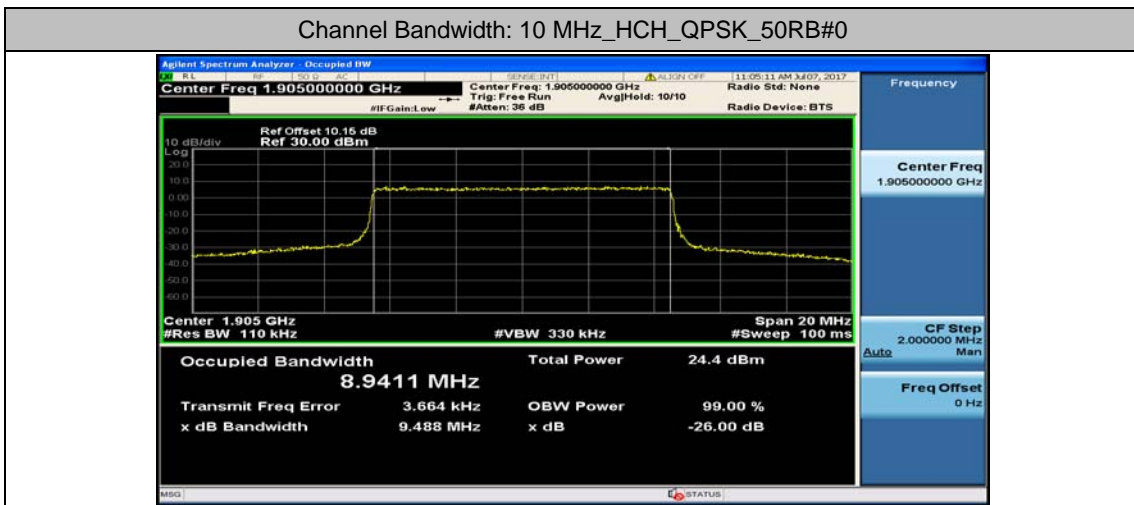 Channel Bandwidth: 10 MHz_HCH_QPSK_50RB#0
Agilent Spectrum Analyzer - Occupied BW
RL RF 50 Ω AC SENSE:INT ALIGN OFF 11:05:11 AM Jul 07, 2017
Center Freq 1.905000000 GHz Center Freq: 1.905000000 GHz Radio Std: None Frequency
Trig: Free Run Avg|Hold: 10/10
#IFGain:Low #Atten: 36 dB Radio Device: BTS
Ref Offset 10.15 dB
10 dB/div Ref 30.00 dBm
Log
20.0
10.0
0.00
-10.0
-20.0
-30.0
-40.0
-50.0
-60.0
Center Freq
1.905000000 GHz
Center 1.905 GHz Span 20 MHz
#Res BW 110 kHz #VBW 330 kHz #Sweep 100 ms
CF Step
2.000000 MHz
Auto Man
Freq Offset
0 Hz
Occupied Bandwidth Total Power 24.4 dBm
8.9411 MHz
Transmit Freq Error 3.664 kHz OBW Power 99.00 %
x dB Bandwidth 9.488 MHz x dB -26.00 dB
MSG STATUS